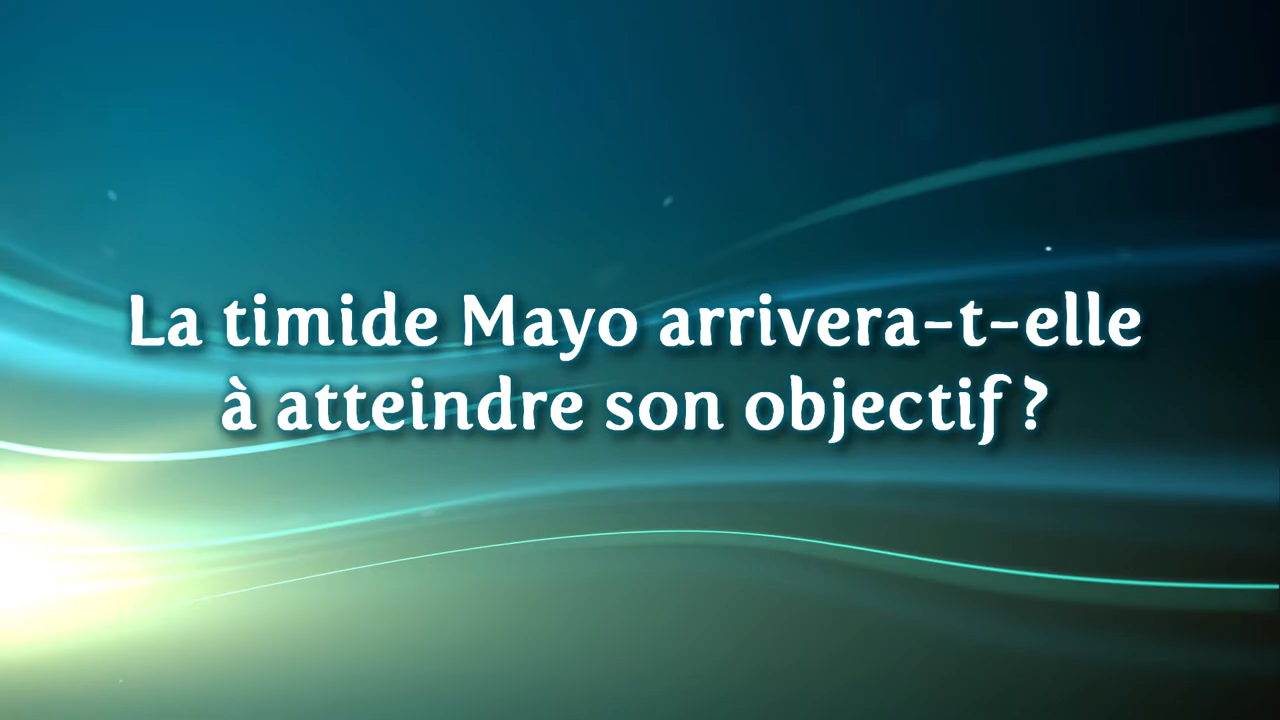 La timide Mayo arrivera-t-elle
à atteindre son objectif ?